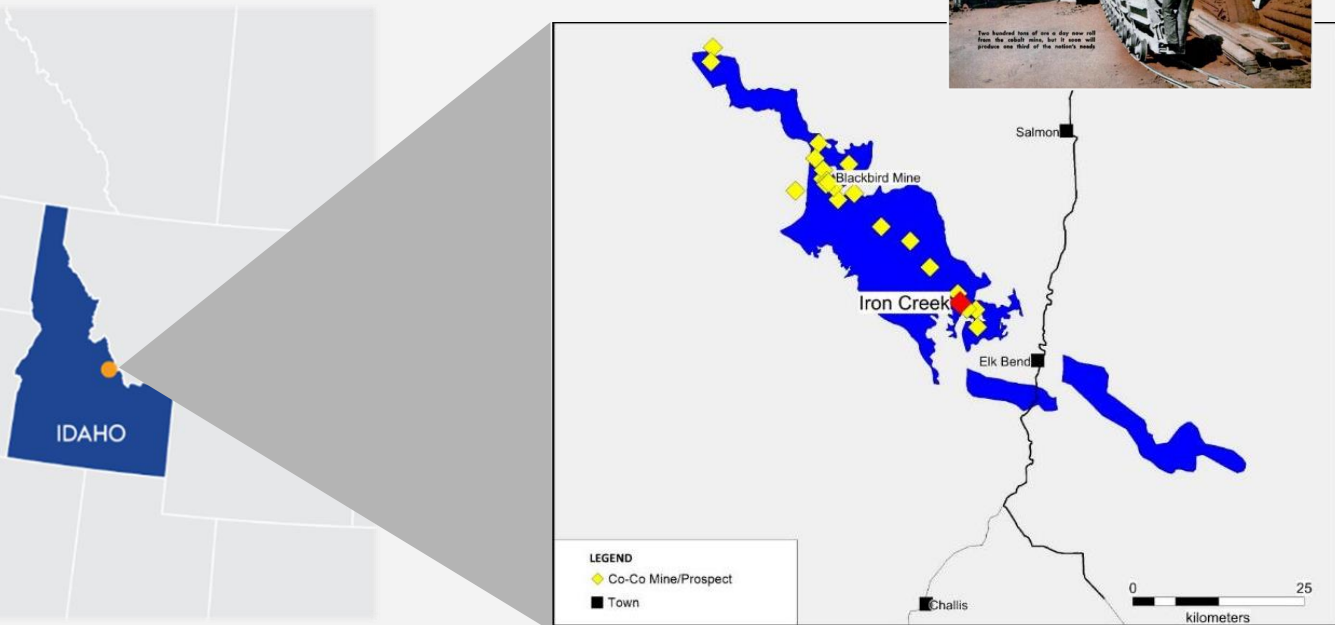 Two hundred tons of ore a day now roll
from the cobalt mine, but it soon will
produce one third of the nation's needs
Salmon
Blackbird Mine
Iron Creek
Elk Bend
IDAHO
LEGEND
Co-Co Mine/Prospect
Town
Challis
0 25
kilometers